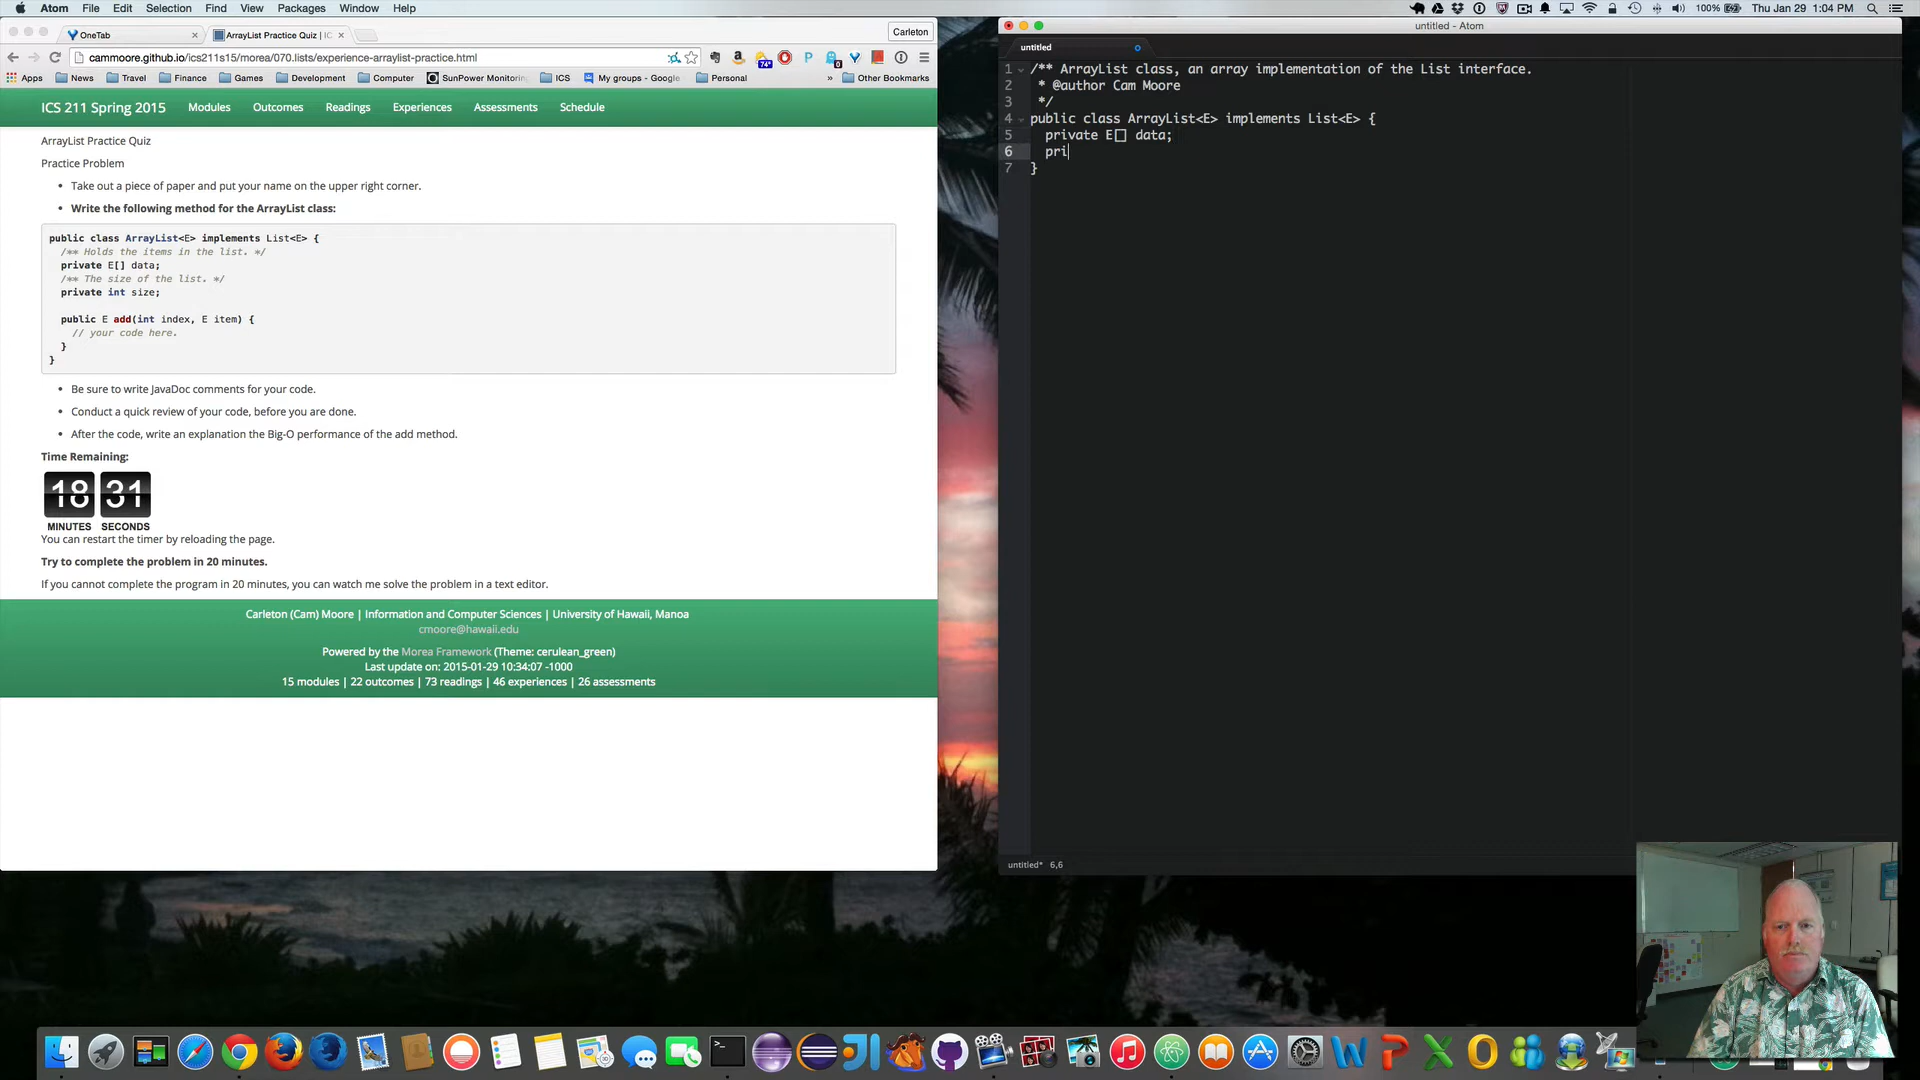 Atom File Edit View Selection Find Packages Window Help
100% Thu Jan 29 1:04 PM
OneTab
ArrayList Practice Quiz | IC
Carleton
cammoore.github.io/ics211s15/morea/070.lists/experience-arraylist-practice.html
Apps News Travel Finance Games Development Computer SunPower Monitoring ICS My groups - Google Personal » Other Bookmarks
ICS 211 Spring 2015 Modules Outcomes Readings Experiences Assessments Schedule
ArrayList Practice Quiz
Practice Problem
• Take out a piece of paper and put your name on the upper right corner.
• Write the following method for the ArrayList class:
public class ArrayList<E> implements List<E> {
/** Holds the items in the list. */
private E[] data;
/** The size of the list. */
private int size;
public E add(int index, E item) {
// your code here.
}
}
• Be sure to write JavaDoc comments for your code.
• Conduct a quick review of your code, before you are done.
• After the code, write an explanation the Big-O performance of the add method.
Time Remaining:
18 31
MINUTES SECONDS
You can restart the timer by reloading the page.
Try to complete the problem in 20 minutes.
If you cannot complete the program in 20 minutes, you can watch me solve the problem in a text editor.
Carleton (Cam) Moore | Information and Computer Sciences | University of Hawaii, Manoa
cmoore@hawaii.edu
Powered by the Morea Framework (Theme: cerulean_green)
Last update on: 2015-01-29 10:34:07 -1000
15 modules | 22 outcomes | 73 readings | 46 experiences | 26 assessments
untitled - Atom
untitled
1 /** ArrayList class, an array implementation of the List interface.
2 * @author Cam Moore
3 */
4 public class ArrayList<E> implements List<E> {
5 private E[] data;
6 pri
7 }
untitled* 6,6